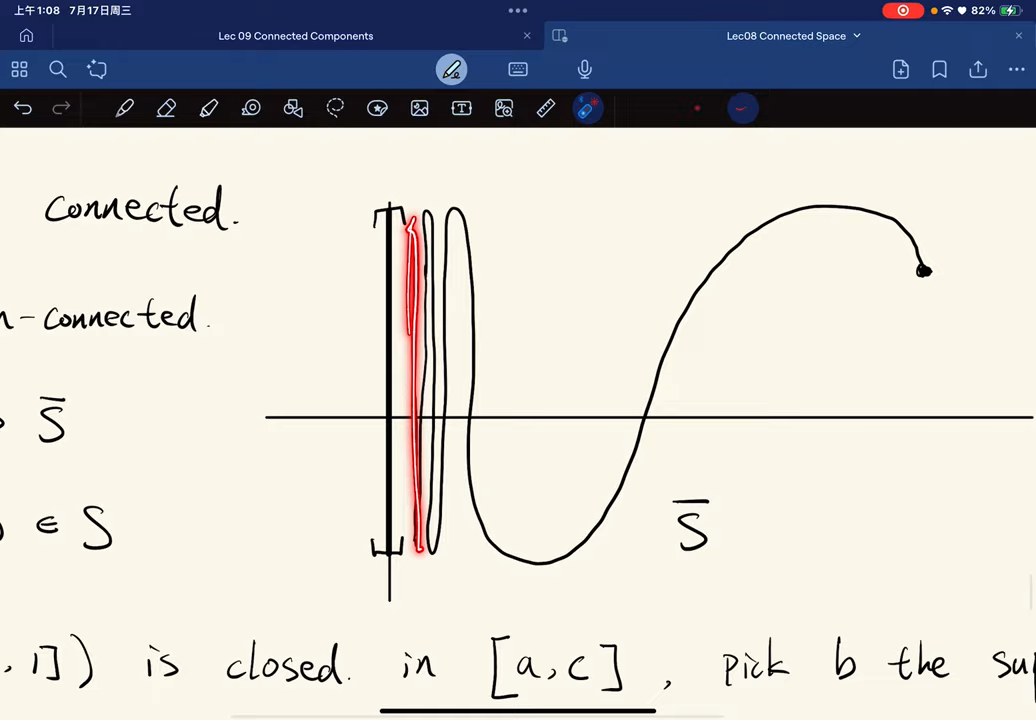 上午1:08 7月17日周三
82%
Lec 09 Connected Components
Lec08 Connected Space
connected.
n-connected.
S̅
∈ S
S̅
, 1]) is closed. in [a, c], pick b the su